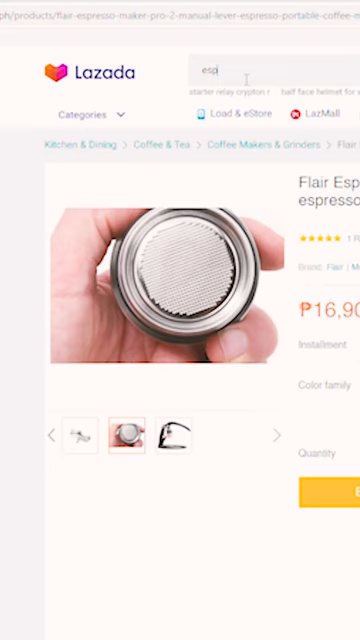 ph/products/flair-espresso-maker-pro-2-manual-lever-espresso-portable-coffee-m
Lazada
esp
starter relay crypton r half face helmet for
Categories
Load & eStore
LazMall
Kitchen & Dining > Coffee & Tea > Coffee Makers & Grinders > Flair
Flair Esp
espresso
Brand: Flair | M
₱16,90
Installment
Color family
Quantity